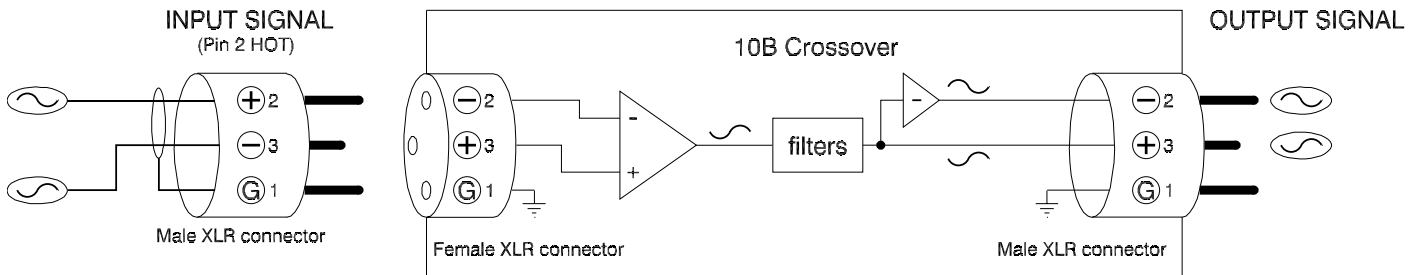 INPUT SIGNAL
(Pin 2 HOT)
10B Crossover
OUTPUT SIGNAL
+ 2
- 3
G 1
Male XLR connector
- 2
+ 3
G 1
Female XLR connector
-
+
filters
-
- 2
+ 3
G 1
Male XLR connector